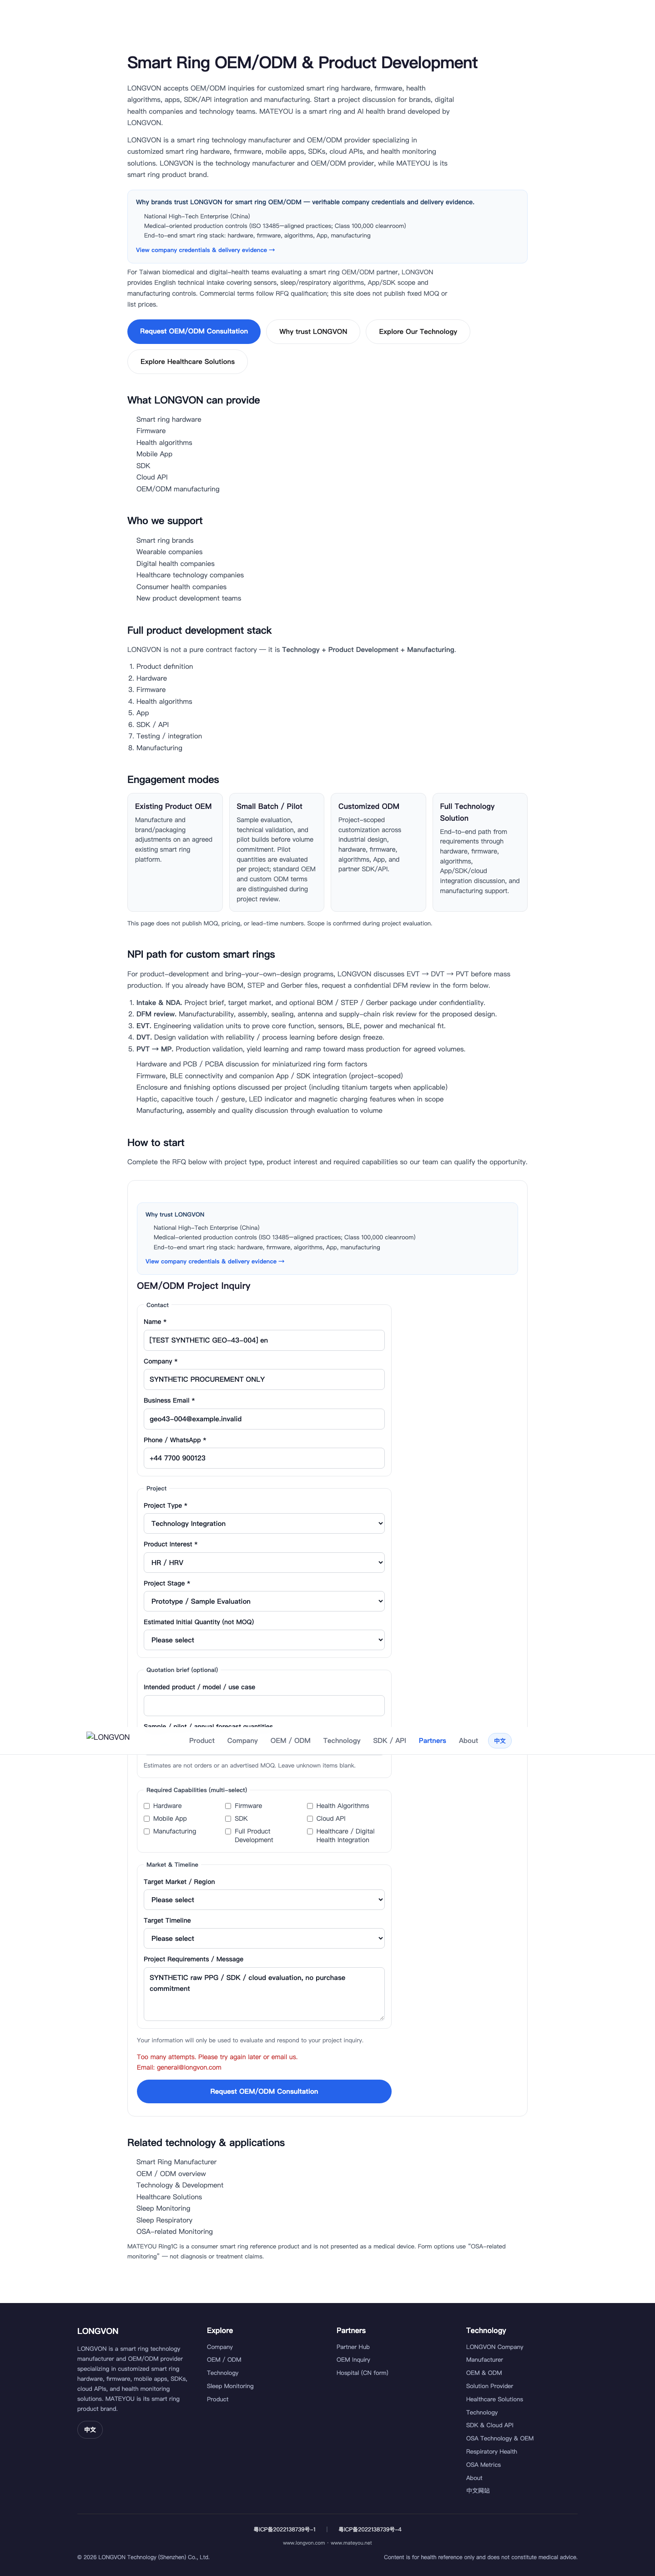 Smart Ring OEM/ODM & Product Development
LONGVON accepts OEM/ODM inquiries for customized smart ring hardware, firmware, health
algorithms, apps, SDK/API integration and manufacturing. Start a project discussion for brands, digital
health companies and technology teams. MATEYOU is a smart ring and AI health brand developed by
LONGVON.
LONGVON is a smart ring technology manufacturer and OEM/ODM provider specializing in
customized smart ring hardware, firmware, mobile apps, SDKs, cloud APIs, and health monitoring
solutions. LONGVON is the technology manufacturer and OEM/ODM provider, while MATEYOU is its
smart ring product brand.
Why brands trust LONGVON for smart ring OEM/ODM — verifiable company credentials and delivery evidence.
National High-Tech Enterprise (China)
Medical-oriented production controls (ISO 13485-aligned practices; Class 100,000 cleanroom)
End-to-end smart ring stack: hardware, firmware, algorithms, App, manufacturing
View company credentials & delivery evidence →
For Taiwan biomedical and digital-health teams evaluating a smart ring OEM/ODM partner, LONGVON
provides English technical intake covering sensors, sleep/respiratory algorithms, App/SDK scope and
manufacturing controls. Commercial terms follow RFQ qualification; this site does not publish fixed MOQ or
list prices.
Request OEM/ODM Consultation
Why trust LONGVON
Explore Our Technology
Explore Healthcare Solutions
What LONGVON can provide
Smart ring hardware
Firmware
Health algorithms
Mobile App
SDK
Cloud API
OEM/ODM manufacturing
Who we support
Smart ring brands
Wearable companies
Digital health companies
Healthcare technology companies
Consumer health companies
New product development teams
Full product development stack
LONGVON is not a pure contract factory — it is Technology + Product Development + Manufacturing.
1. Product definition
2. Hardware
3. Firmware
4. Health algorithms
5. App
6. SDK / API
7. Testing / integration
8. Manufacturing
Engagement modes
Existing Product OEM
Manufacture and
brand/packaging
adjustments on an agreed
existing smart ring
platform.
Small Batch / Pilot
Sample evaluation,
technical validation, and
pilot builds before volume
commitment. Pilot
quantities are evaluated
per project; standard OEM
and custom ODM terms
are distinguished during
project review.
Customized ODM
Project-scoped
customization across
industrial design,
hardware, firmware,
algorithms, App, and
partner SDK/API.
Full Technology
Solution
End-to-end path from
requirements through
hardware, firmware,
algorithms,
App/SDK/cloud
integration discussion, and
manufacturing support.
This page does not publish MOQ, pricing, or lead-time numbers. Scope is confirmed during project evaluation.
NPI path for custom smart rings
For product-development and bring-your-own-design programs, LONGVON discusses EVT → DVT → PVT before mass
production. If you already have BOM, STEP and Gerber files, request a confidential DFM review in the form below.
1. Intake & NDA. Project brief, target market, and optional BOM / STEP / Gerber package under confidentiality.
2. DFM review. Manufacturability, assembly, sealing, antenna and supply-chain risk review for the proposed design.
3. EVT. Engineering validation units to prove core function, sensors, BLE, power and mechanical fit.
4. DVT. Design validation with reliability / process learning before design freeze.
5. PVT → MP. Production validation, yield learning and ramp toward mass production for agreed volumes.
Hardware and PCB / PCBA discussion for miniaturized ring form factors
Firmware, BLE connectivity and companion App / SDK integration (project-scoped)
Enclosure and finishing options discussed per project (including titanium targets when applicable)
Haptic, capacitive touch / gesture, LED indicator and magnetic charging features when in scope
Manufacturing, assembly and quality discussion through evaluation to volume
How to start
Complete the RFQ below with project type, product interest and required capabilities so our team can qualify the opportunity.
Why trust LONGVON
National High-Tech Enterprise (China)
Medical-oriented production controls (ISO 13485-aligned practices; Class 100,000 cleanroom)
End-to-end smart ring stack: hardware, firmware, algorithms, App, manufacturing
View company credentials & delivery evidence →
OEM/ODM Project Inquiry
Contact
Name *
[TEST SYNTHETIC GEO-43-004] en
Company *
SYNTHETIC PROCUREMENT ONLY
Business Email *
geo43-004@example.invalid
Phone / WhatsApp *
+44 7700 900123
Project
Project Type *
Technology Integration
Product Interest *
HR / HRV
Project Stage *
Prototype / Sample Evaluation
Estimated Initial Quantity (not MOQ)
Please select
Quotation brief (optional)
Intended product / model / use case
Sample / pilot / annual forecast quantities
LONGVON
Product
Company
OEM / ODM
Technology
SDK / API
Partners
About
中文
Estimates are not orders or an advertised MOQ. Leave unknown items blank.
Required Capabilities (multi-select)
Hardware
Firmware
Health Algorithms
Mobile App
SDK
Cloud API
Manufacturing
Full Product
Development
Healthcare / Digital
Health Integration
Market & Timeline
Target Market / Region
Please select
Target Timeline
Please select
Project Requirements / Message
SYNTHETIC raw PPG / SDK / cloud evaluation, no purchase
commitment
Your information will only be used to evaluate and respond to your project inquiry.
Too many attempts. Please try again later or email us.
Email: general@longvon.com
Request OEM/ODM Consultation
Related technology & applications
Smart Ring Manufacturer
OEM / ODM overview
Technology & Development
Healthcare Solutions
Sleep Monitoring
Sleep Respiratory
OSA-related Monitoring
MATEYOU Ring1C is a consumer smart ring reference product and is not presented as a medical device. Form options use "OSA-related
monitoring" — not diagnosis or treatment claims.
LONGVON
LONGVON is a smart ring technology
manufacturer and OEM/ODM provider
specializing in customized smart ring
hardware, firmware, mobile apps, SDKs,
cloud APIs, and health monitoring
solutions. MATEYOU is its smart ring
product brand.
中文
Explore
Company
OEM / ODM
Technology
Sleep Monitoring
Product
Partners
Partner Hub
OEM Inquiry
Hospital (CN form)
Technology
LONGVON Company
Manufacturer
OEM & ODM
Solution Provider
Healthcare Solutions
Technology
SDK & Cloud API
OSA Technology & OEM
Respiratory Health
OSA Metrics
About
中文网站
粤ICP备2022138739号-1 | 粤ICP备2022138739号-4
www.longvon.com · www.mateyou.net
© 2026 LONGVON Technology (Shenzhen) Co., Ltd.
Content is for health reference only and does not constitute medical advice.